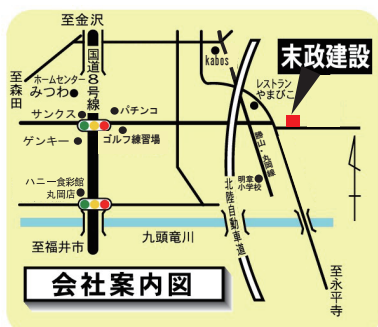 至金沢
国道8号線
kabos
末政建設
至森田
ホームセンター
みつわ
レストラン
やまびこ
サンクス
パチンコ
ゲンキー
ゴルフ練習場
勝山・丸岡線
ハニー食彩館
丸岡店
明章
小学校
北陸自動車道
至福井市
九頭竜川
至永平寺
会社案内図